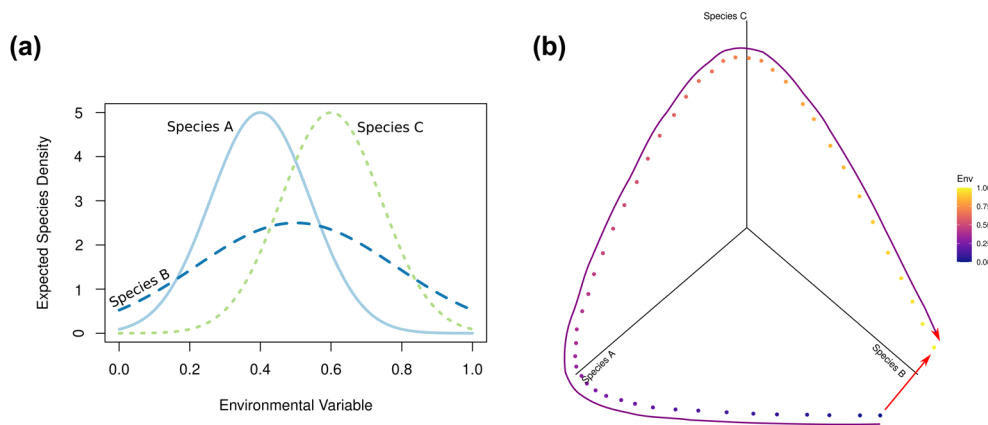 (a)
Expected Species Density
5
4
3
2
1
0
Species A
Species C
Species B
0.0
0.2
0.4
0.6
0.8
1.0
Environmental Variable
(b)
Species C
Species A
Species B
Env
1.00
0.75
0.50
0.25
0.00